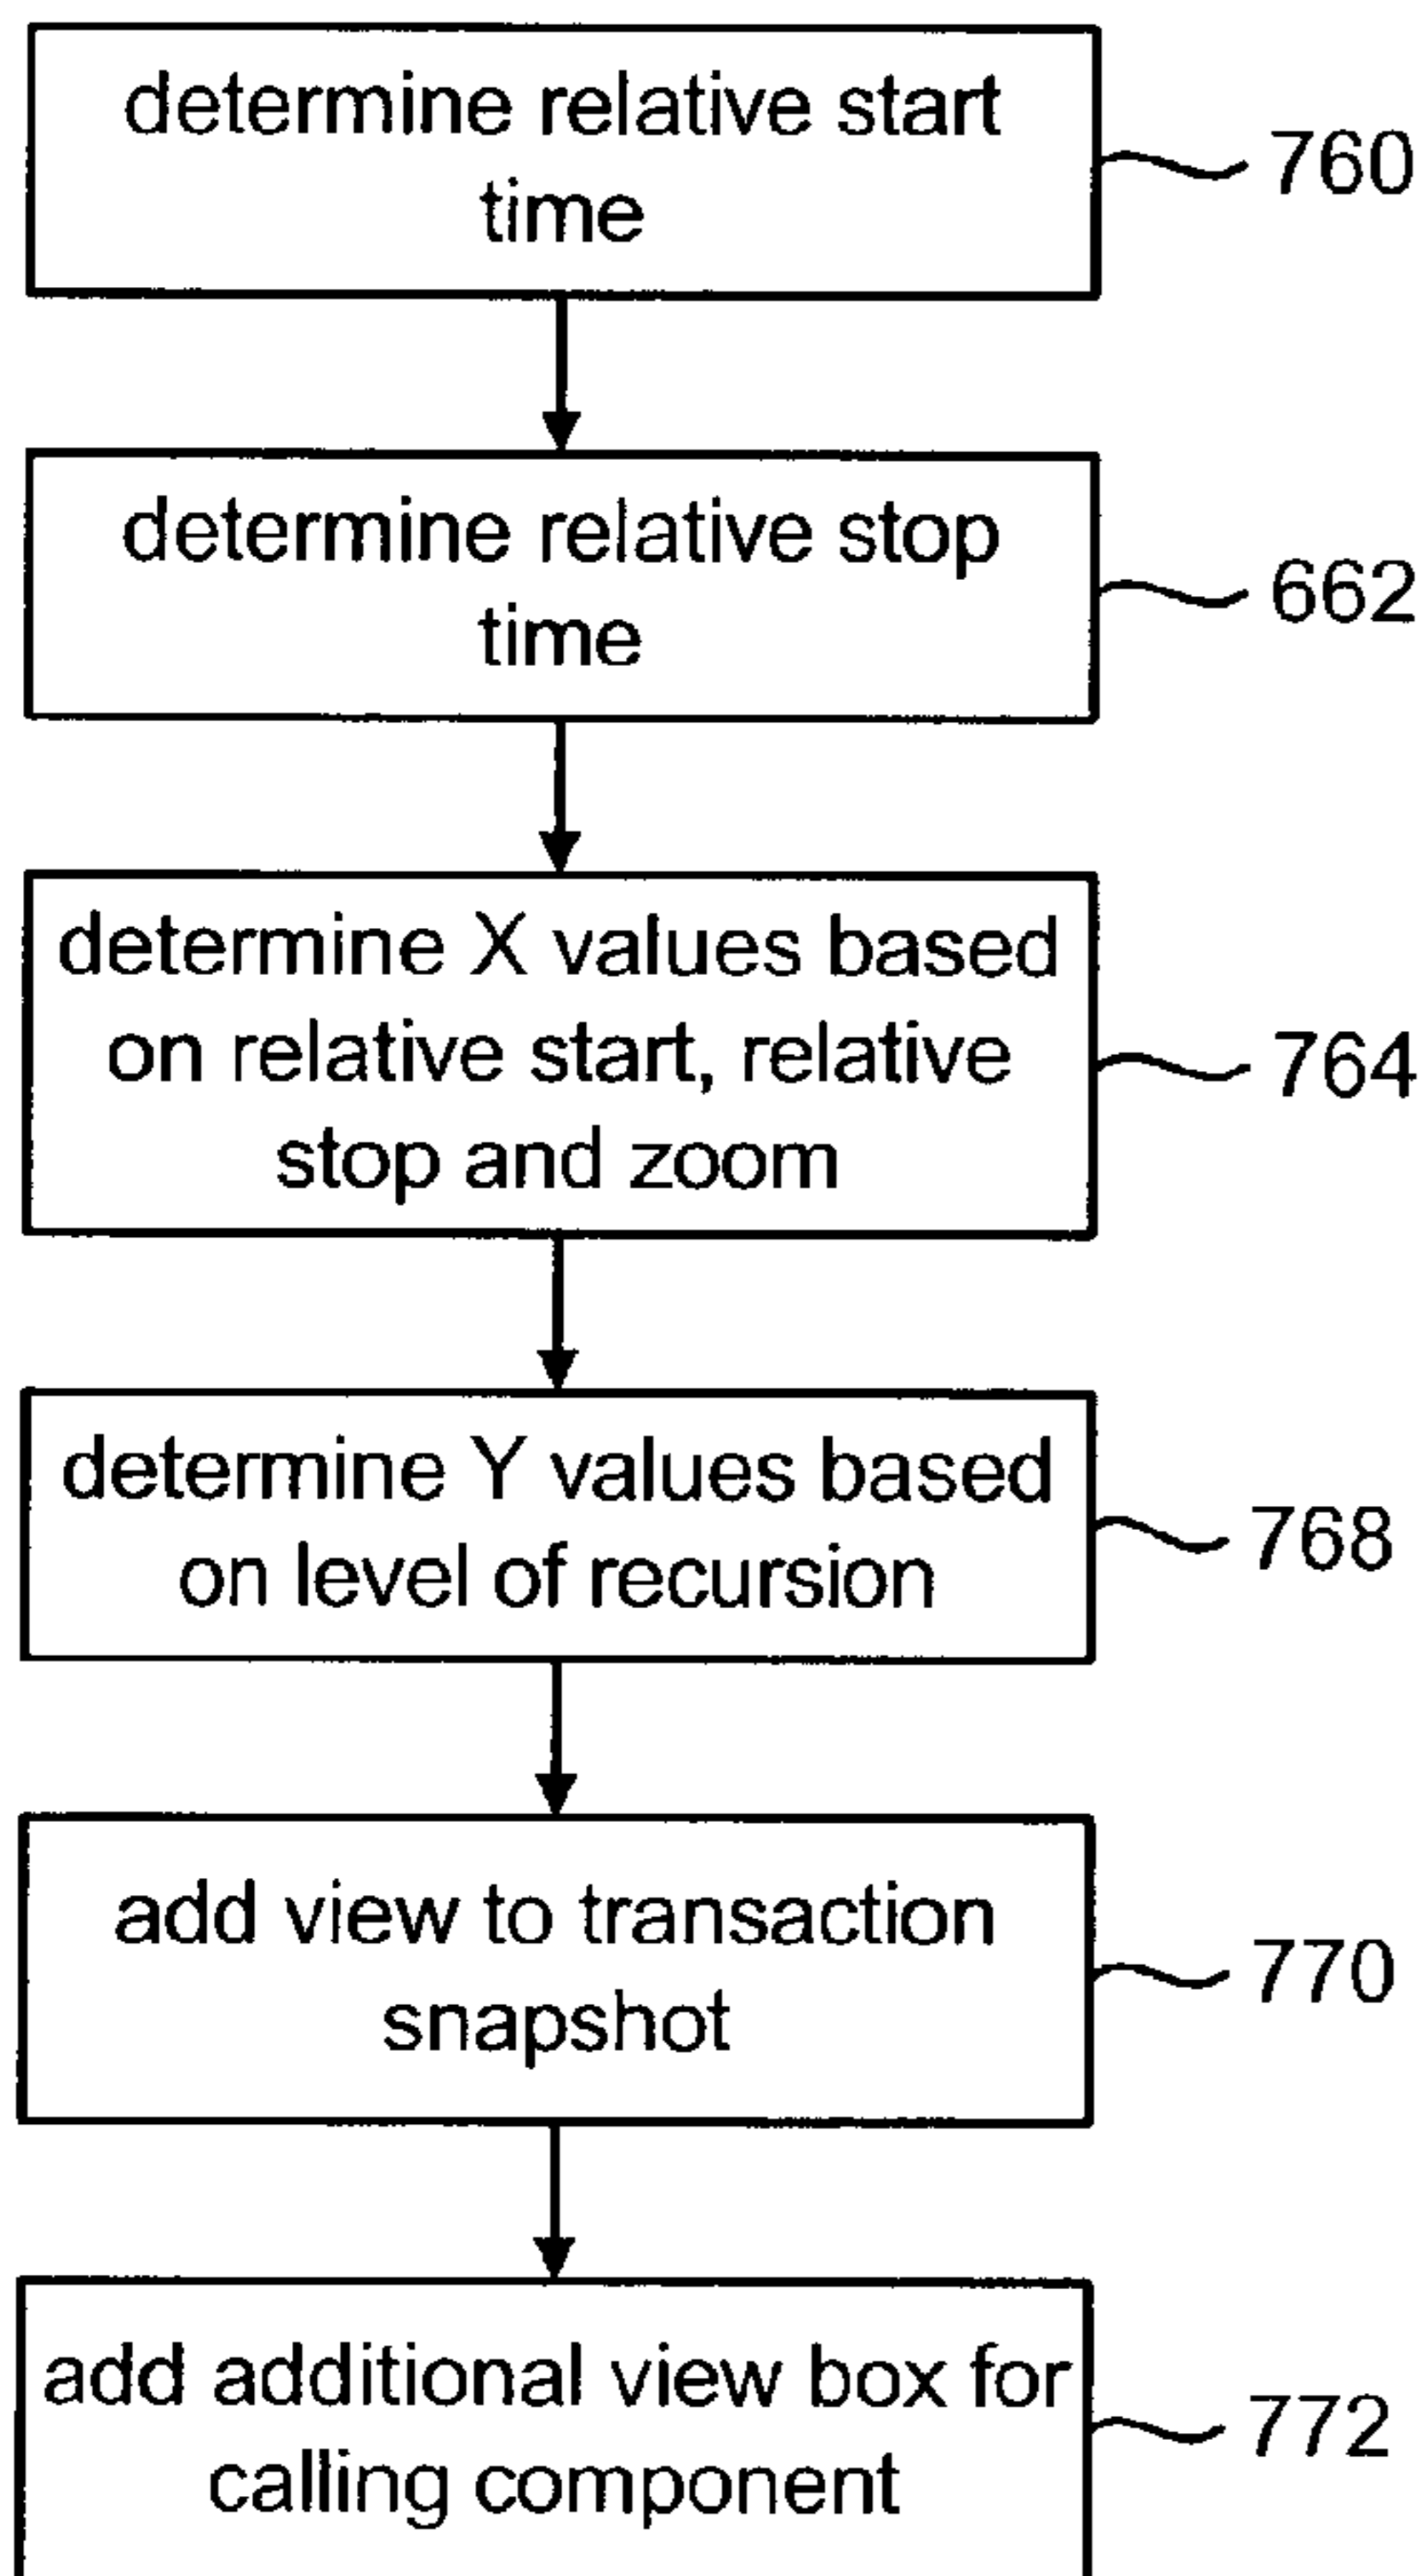 determine relative start
time
760
determine relative stop
time
662
determine X values based
on relative start, relative
stop and zoom
764
determine Y values based
on level of recursion
768
add view to transaction
snapshot
770
add additional view box for
calling component
772